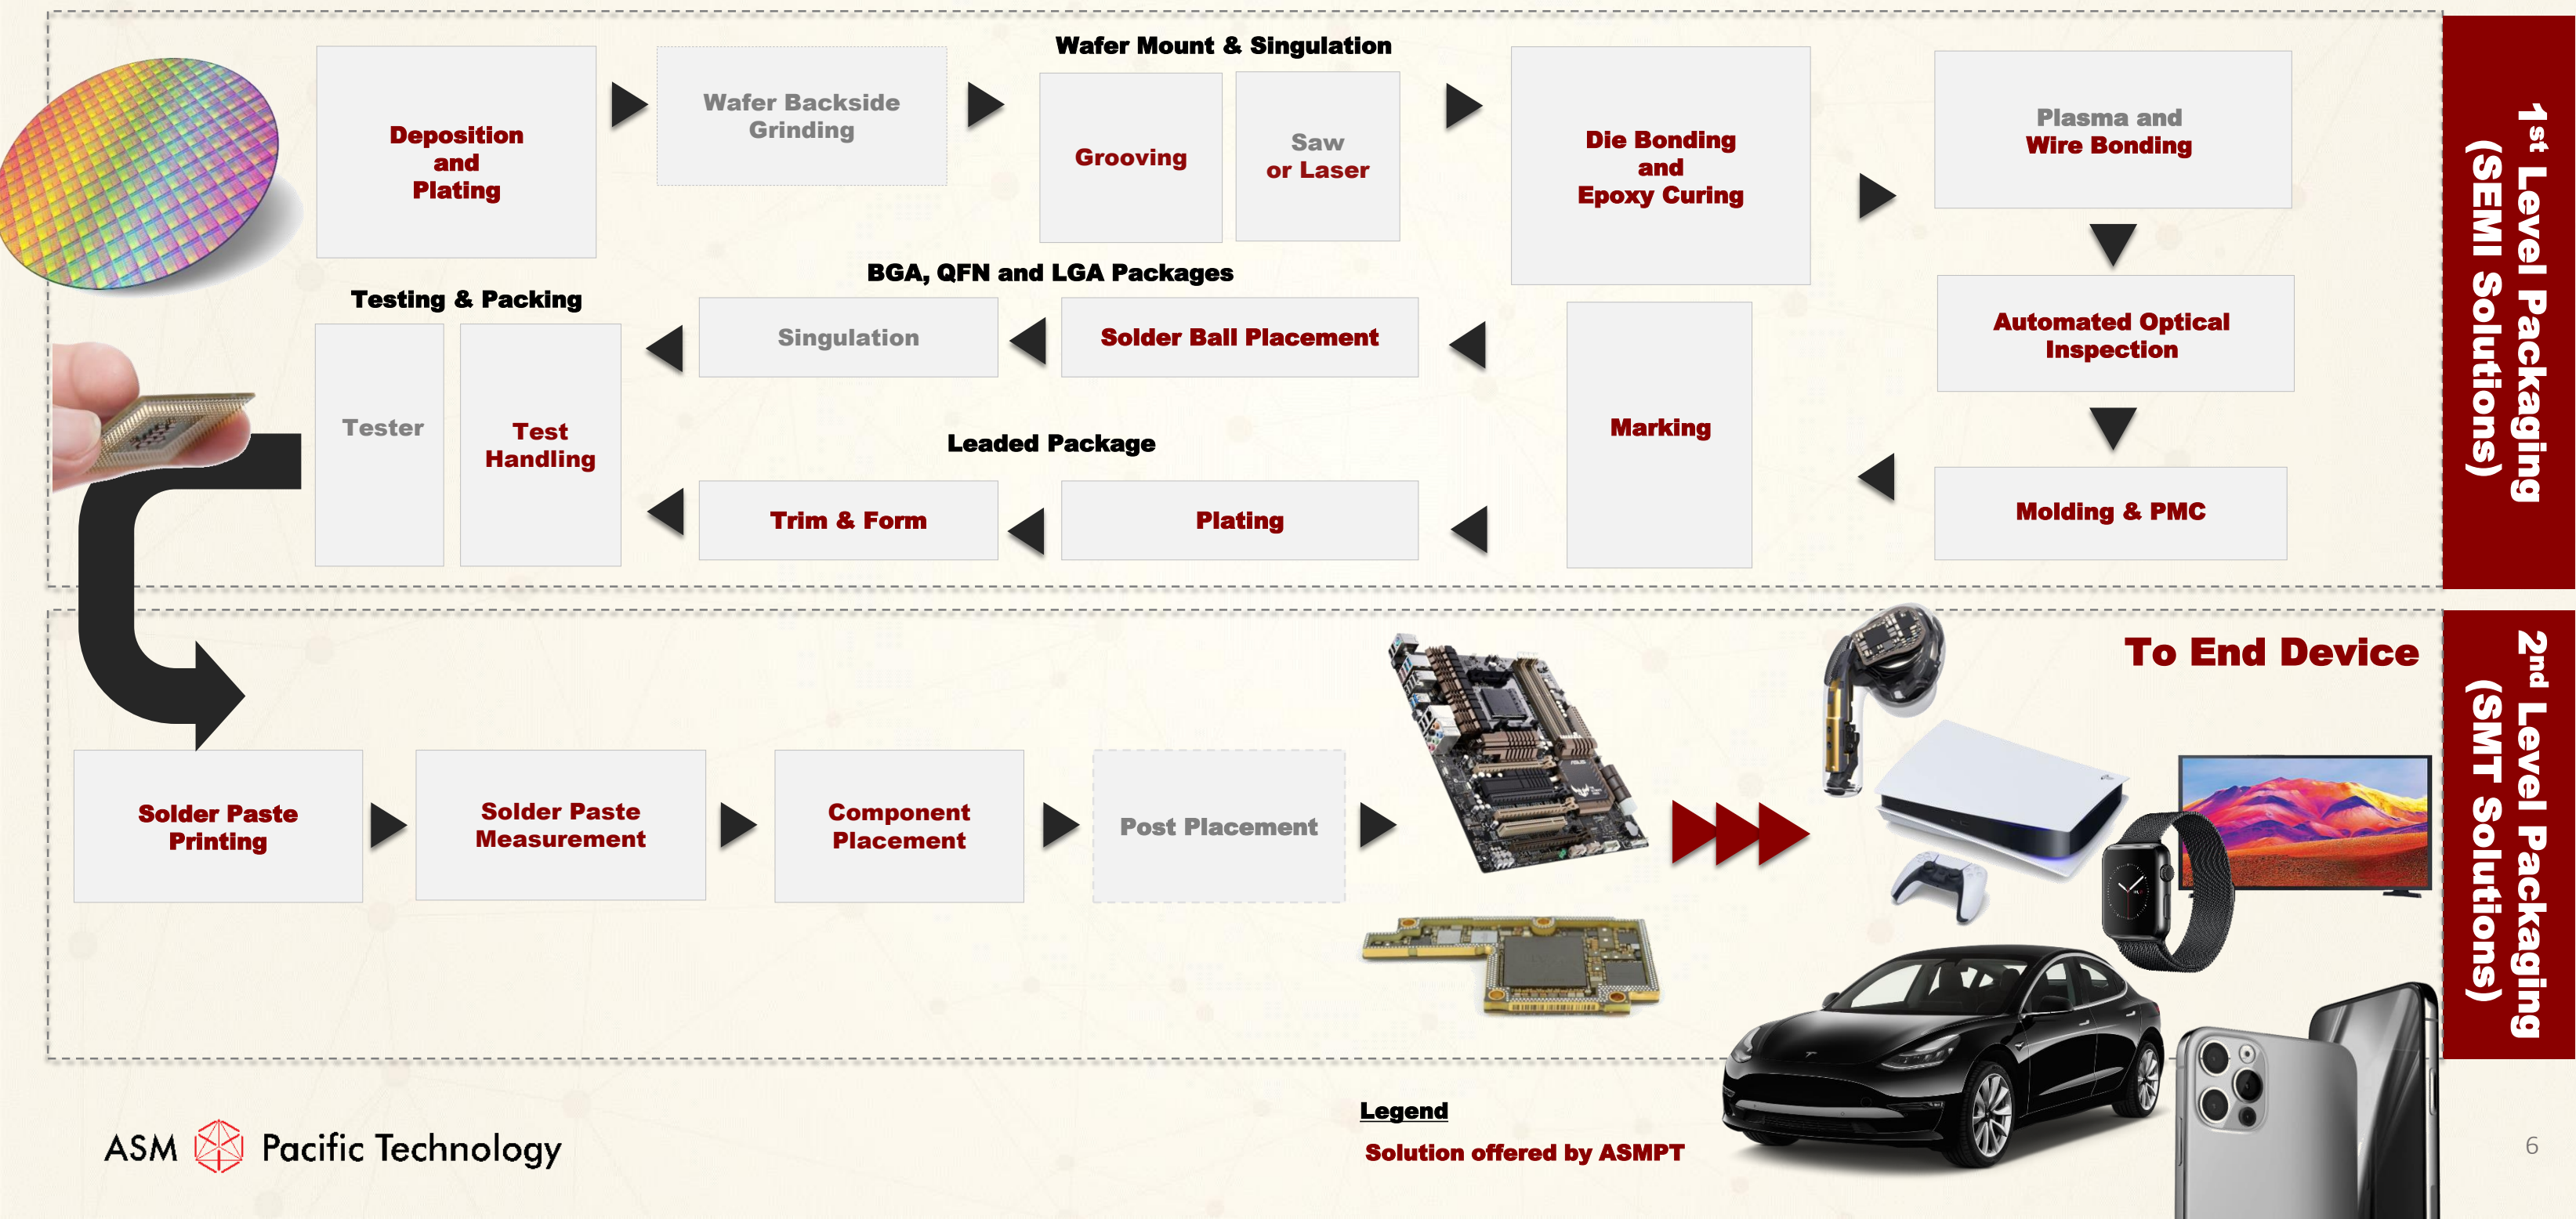 Wafer Mount & Singulation
Deposition
and
Plating
Wafer Backside
Grinding
Grooving
Saw
or Laser
Die Bonding
and
Epoxy Curing
Plasma and
Wire Bonding
1st Level Packaging
(SEMI Solutions)
BGA, QFN and LGA Packages
Testing & Packing
Tester
Test
Handling
Singulation
Solder Ball Placement
Marking
Automated Optical
Inspection
Leaded Package
Trim & Form
Plating
Molding & PMC
To End Device
2nd Level Packaging
(SMT Solutions)
Solder Paste
Printing
Solder Paste
Measurement
Component
Placement
Post Placement
Legend
Solution offered by ASMPT
ASM Pacific Technology
6